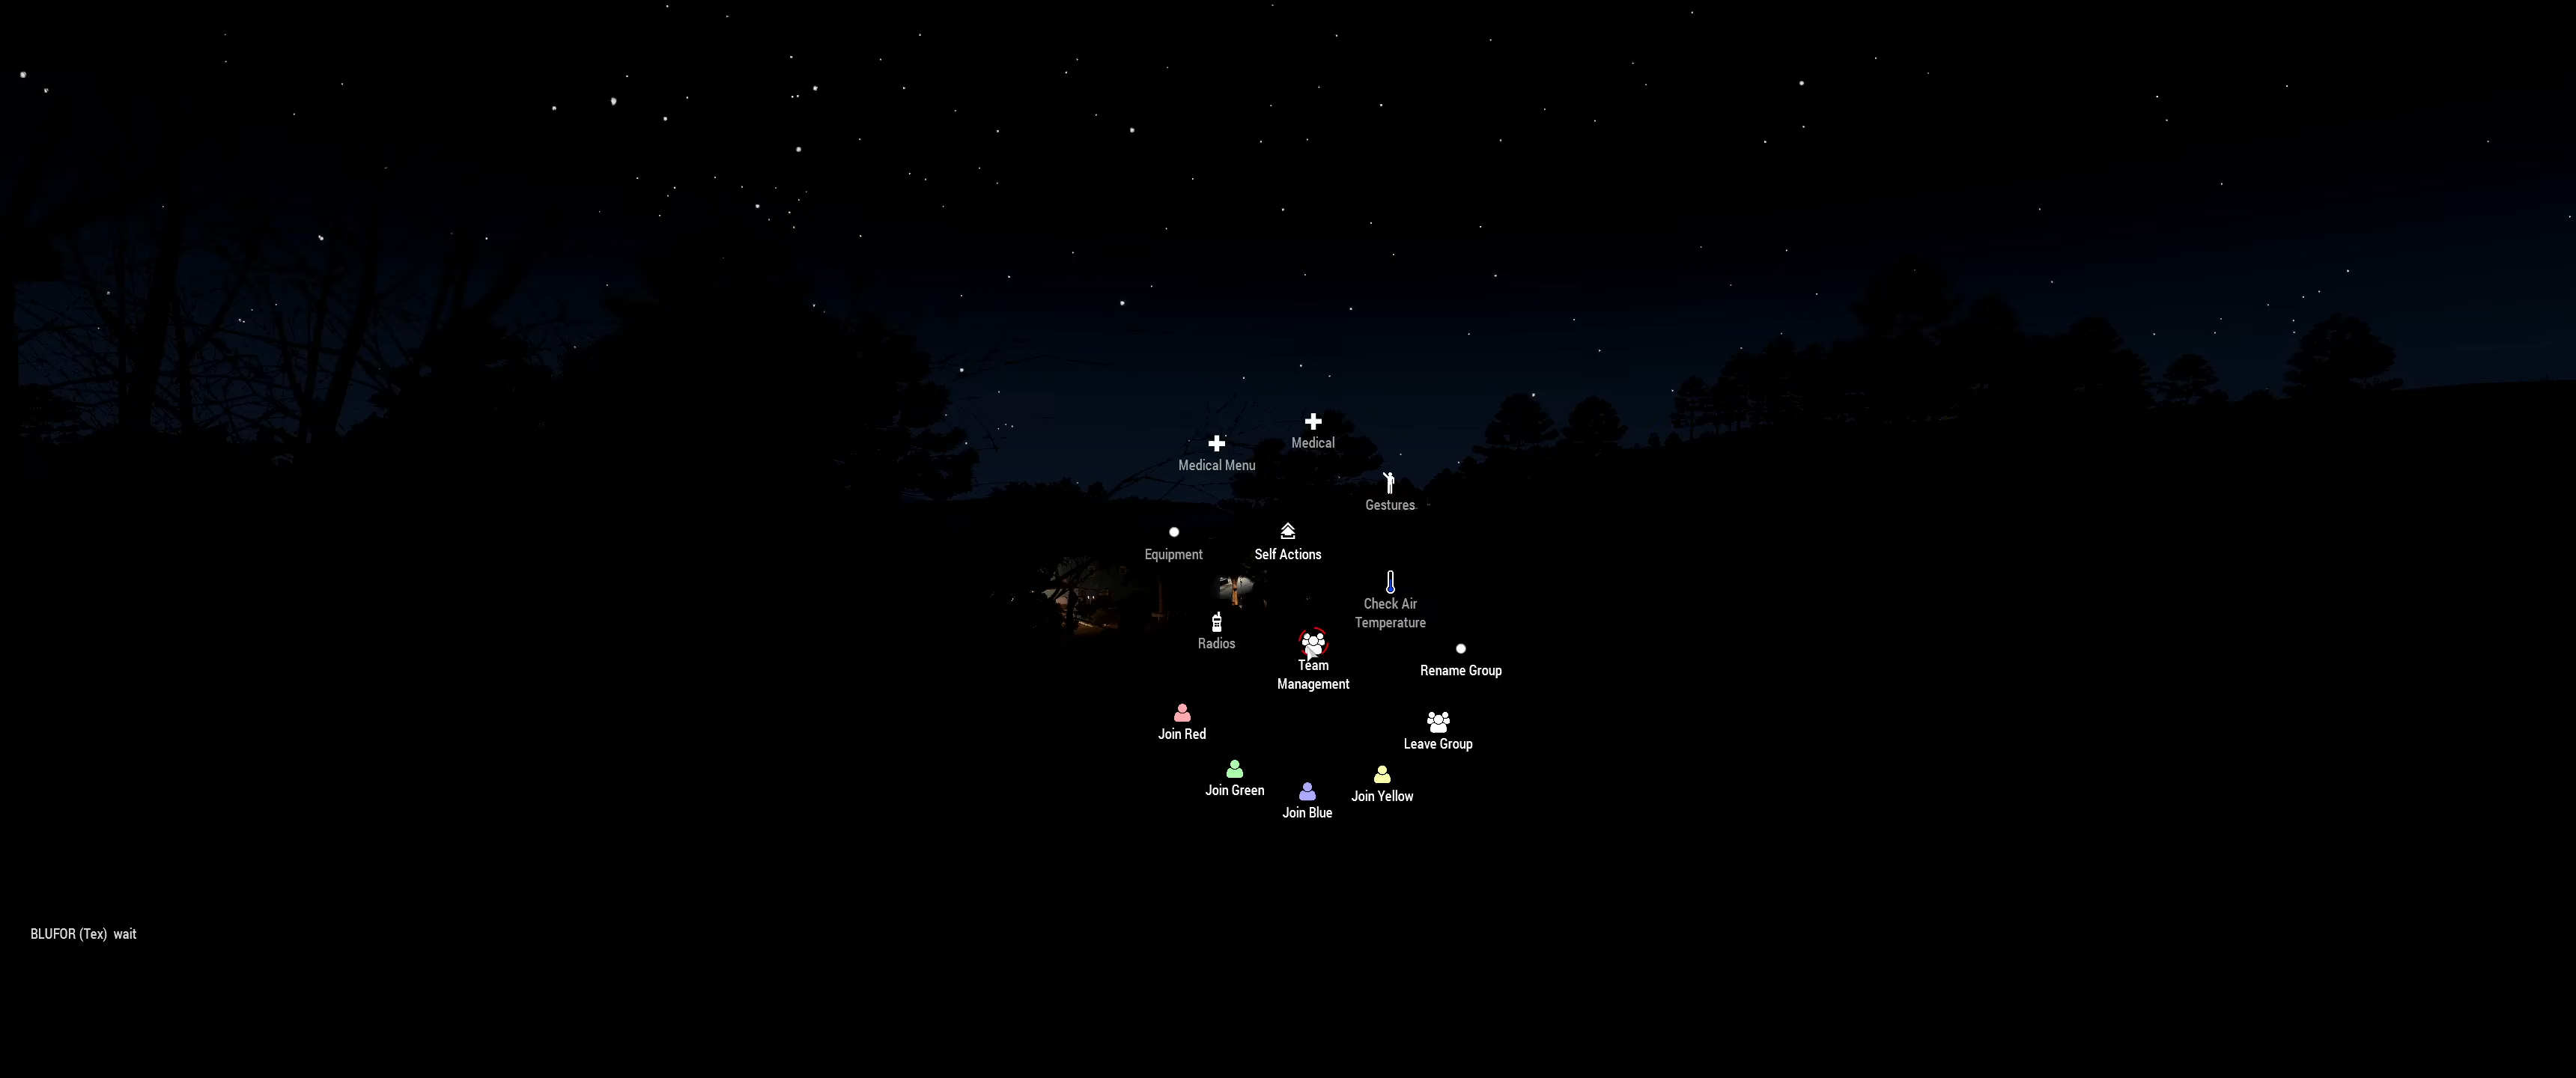 Medical
Medical Menu
Gestures
Equipment
Self Actions
Check Air
Temperature
Radios
Team
Management
Rename Group
Join Red
Leave Group
Join Green
Join Yellow
Join Blue
BLUFOR (Tex) wait